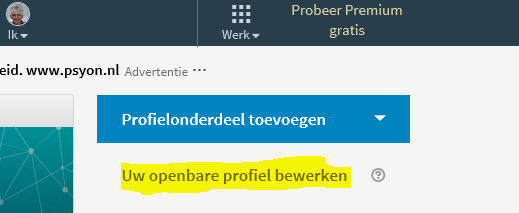 Ik
Werk
Probeer Premium
gratis
eid. www.psyon.nl Advertentie ···
Profielonderdeel toevoegen
Uw openbare profiel bewerken ?